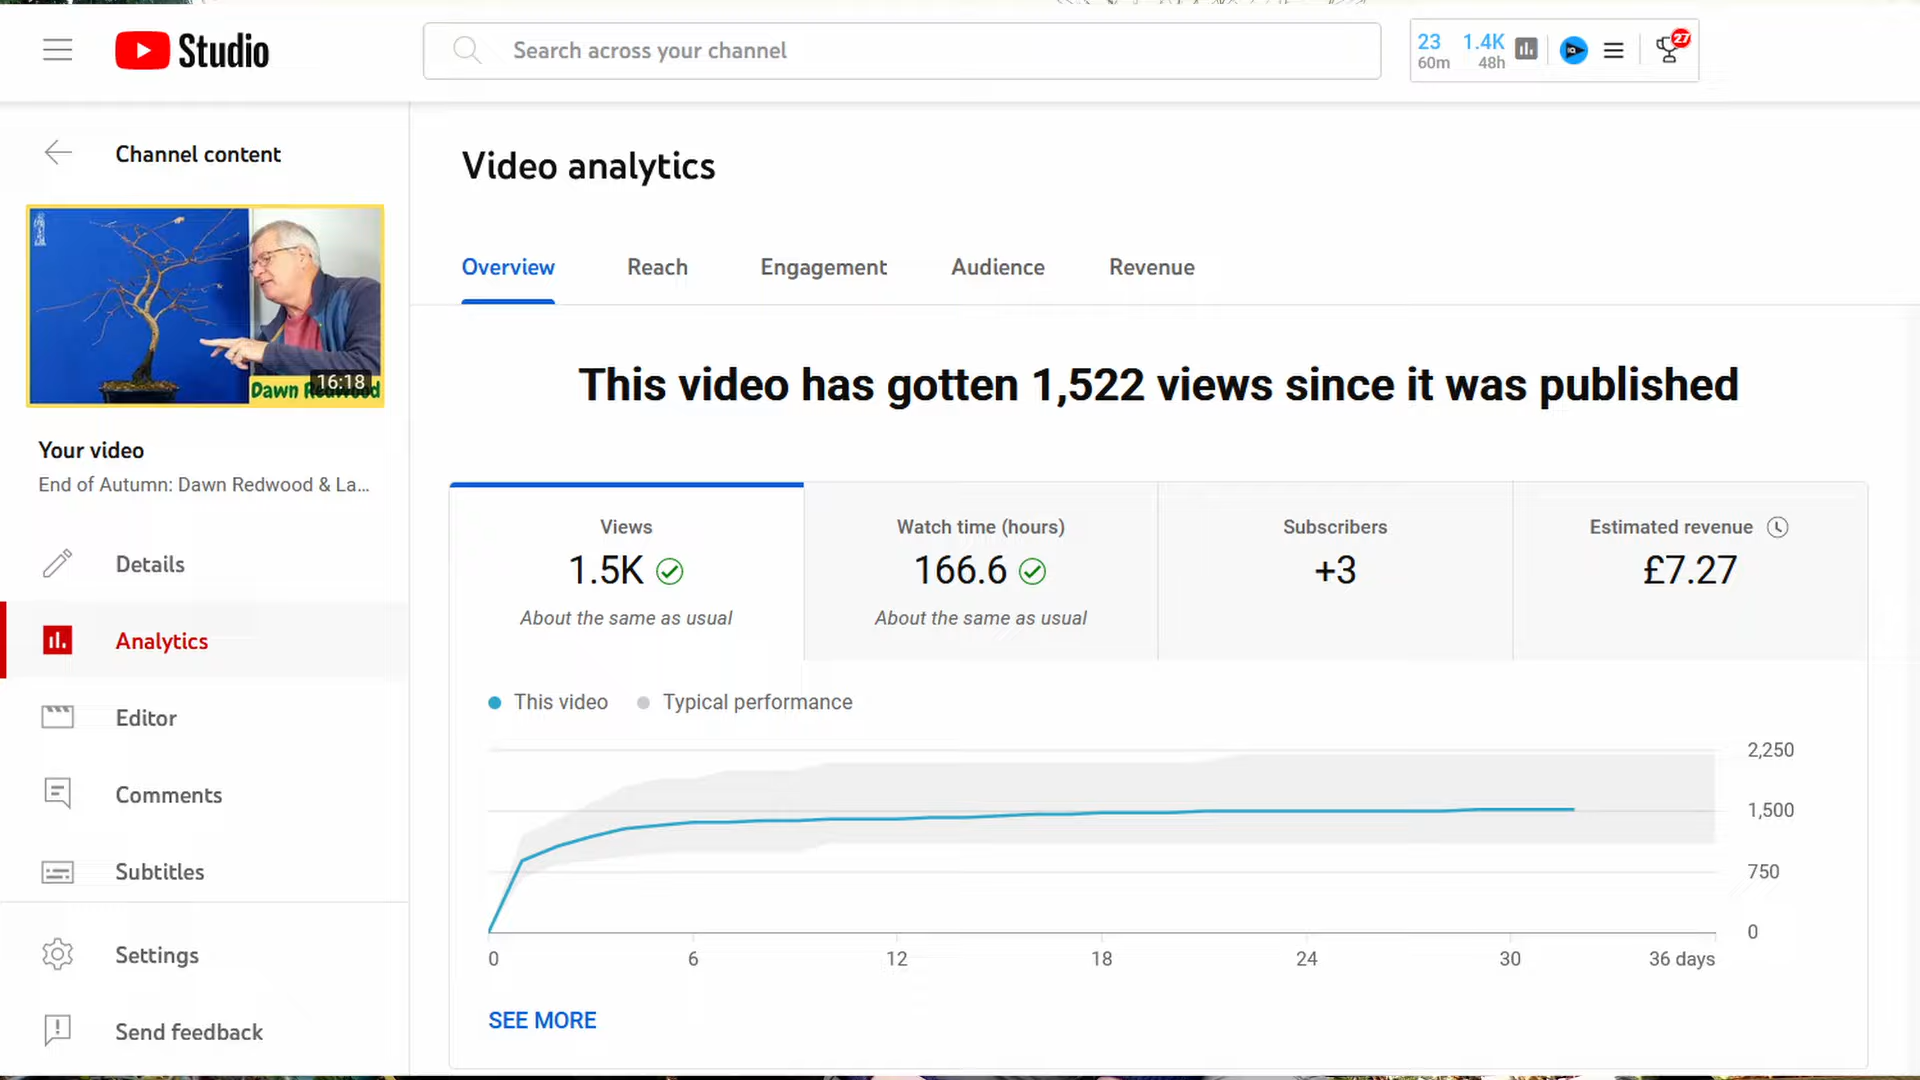 Studio
Search across your channel
23 1.4K
60m 48h
27
Channel content
16:18
Dawn Redwood
Your video
End of Autumn: Dawn Redwood & La...
Details
Analytics
Editor
Comments
Subtitles
Settings
Send feedback
Video analytics
Overview Reach Engagement Audience Revenue
This video has gotten 1,522 views since it was published
Views
1.5K
About the same as usual
Watch time (hours)
166.6
About the same as usual
Subscribers
+3
Estimated revenue
£7.27
This video Typical performance
2,250
1,500
750
0
0 6 12 18 24 30 36 days
SEE MORE